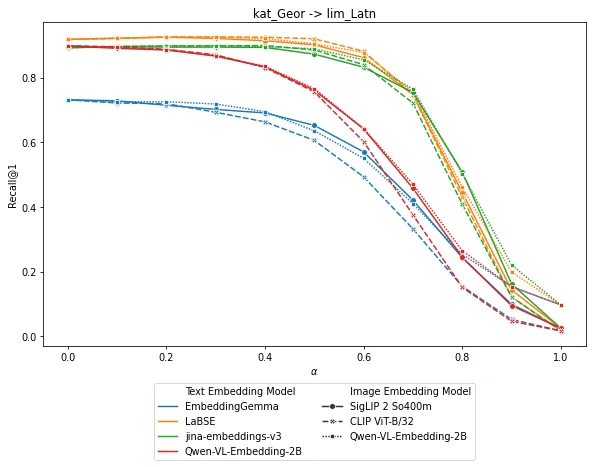 kat_Geor -> lim_Latn
Recall@1
0.8
0.6
0.4
0.2
0.0
0.0 0.2 0.4 0.6 0.8 1.0
α
Text Embedding Model
EmbeddingGemma
LaBSE
jina-embeddings-v3
Qwen-VL-Embedding-2B
Image Embedding Model
SigLIP 2 So400m
CLIP ViT-B/32
Qwen-VL-Embedding-2B